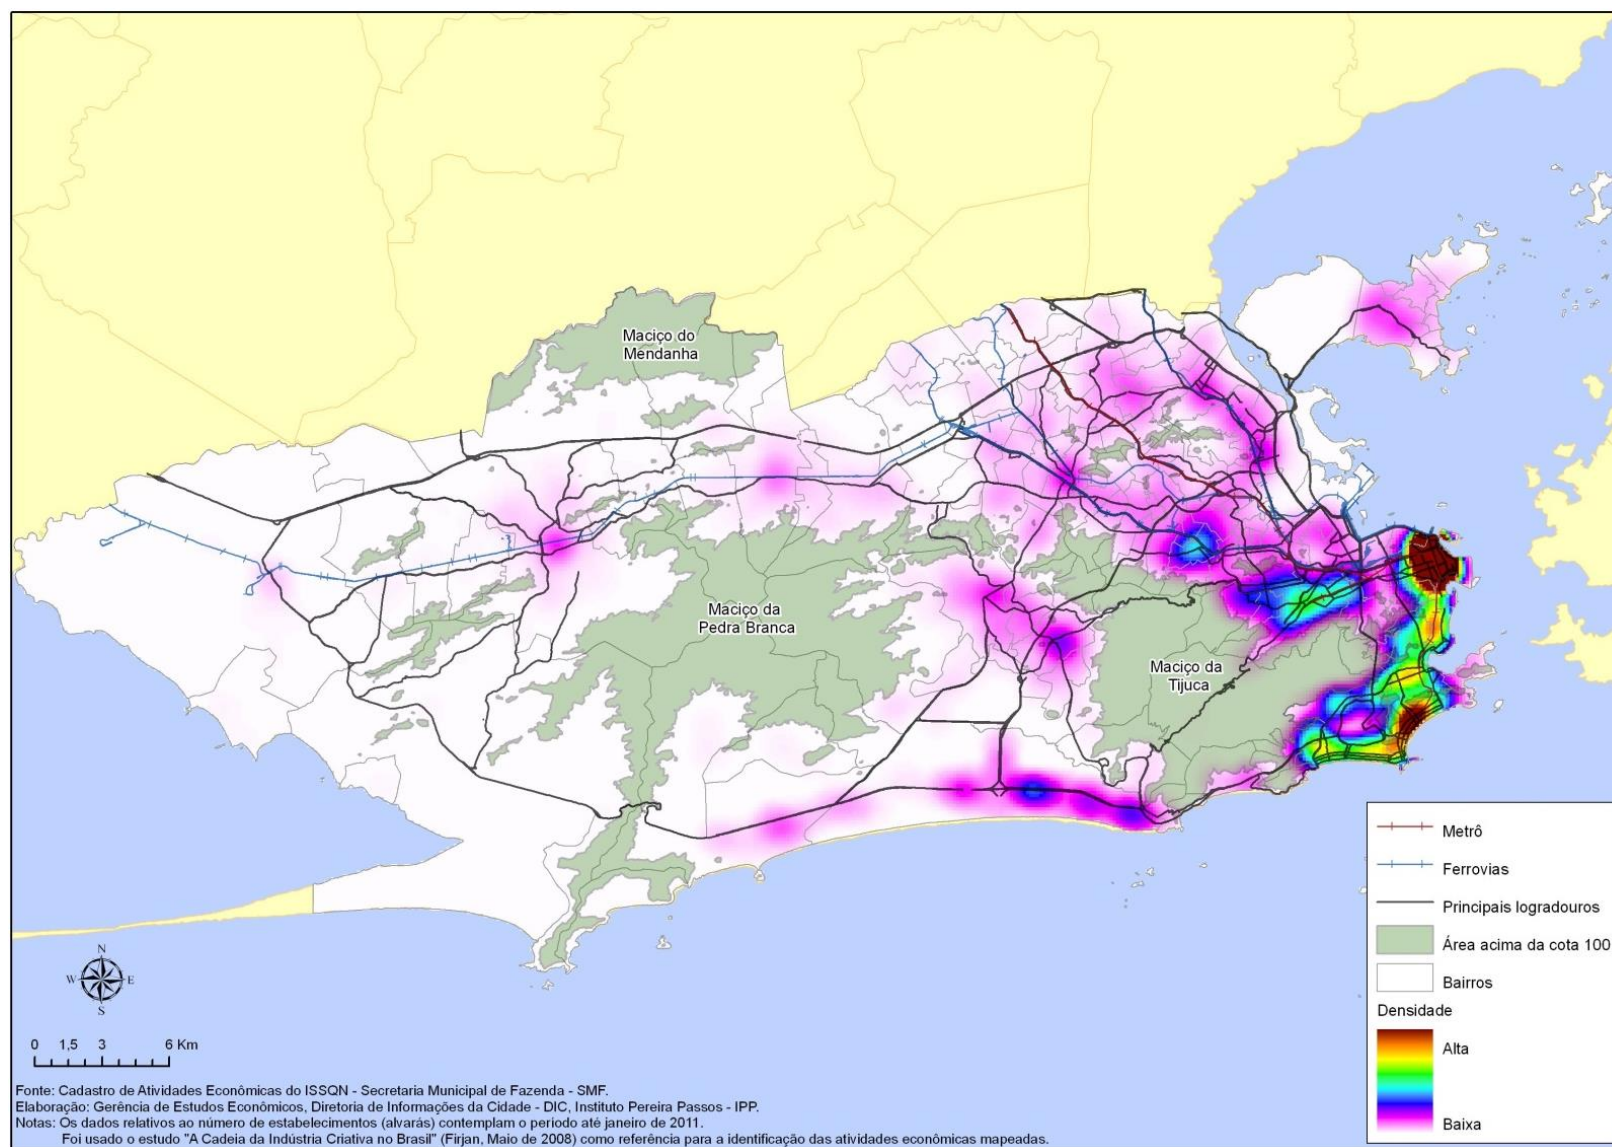 Maciço do
Mendanha
Maciço da
Pedra Branca
Maciço da
Tijuca
Metrô
Ferrovias
Principais logradouros
Área acima da cota 100
Bairros
Densidade
Alta
Baixa
N
W E
S
0 1,5 3 6 Km
Fonte: Cadastro de Atividades Econômicas do ISSQN - Secretaria Municipal de Fazenda - SMF.
Elaboração: Gerência de Estudos Econômicos, Diretoria de Informações da Cidade - DIC, Instituto Pereira Passos - IPP.
Notas: Os dados relativos ao número de estabelecimentos (alvarás) contemplam o período até janeiro de 2011.
Foi usado o estudo "A Cadeia da Indústria Criativa no Brasil" (Firjan, Maio de 2008) como referência para a identificação das atividades econômicas mapeadas.